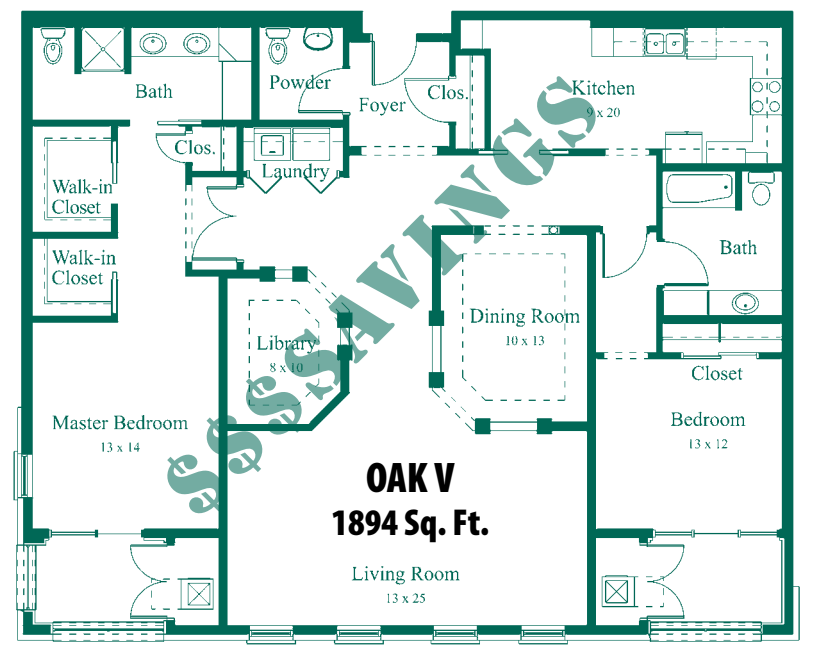 Bath
Powder
Foyer
Clos.
Kitchen
9 x 20
Clos.
Laundry
Walk-in
Closet
Walk-in
Closet
Bath
Library
8 x 10
Dining Room
10 x 13
Closet
Master Bedroom
13 x 14
Bedroom
13 x 12
$$$SAVINGS
OAK V
1894 Sq. Ft.
Living Room
13 x 25